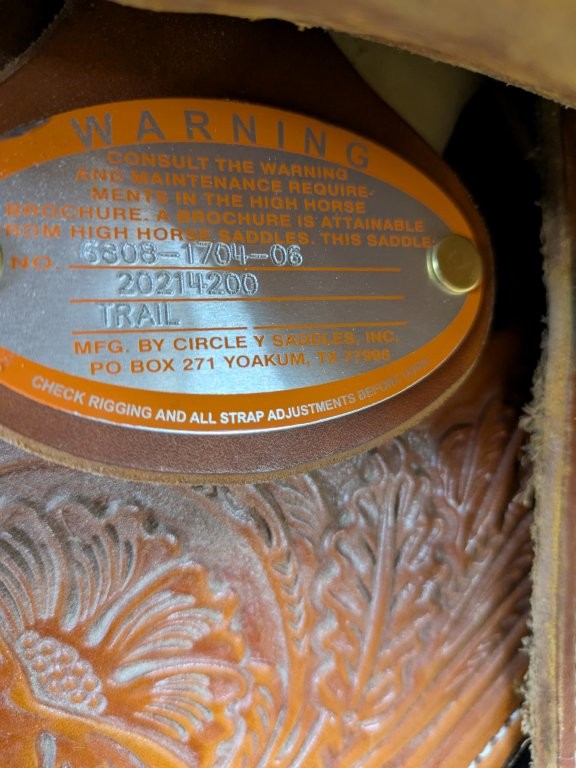 WARNING
CONSULT THE WARNING
AND MAINTENANCE REQUIRE-
MENTS IN THE HIGH HORSE
BROCHURE. A BROCHURE IS ATTAINABLE
FROM HIGH HORSE SADDLES. THIS SADDLE
NO. 6808-1704-06
20214200
TRAIL
MFG. BY CIRCLE Y SADDLES, INC.
PO BOX 271 YOAKUM, TX 77995
CHECK RIGGING AND ALL STRAP ADJUSTMENTS BEFORE